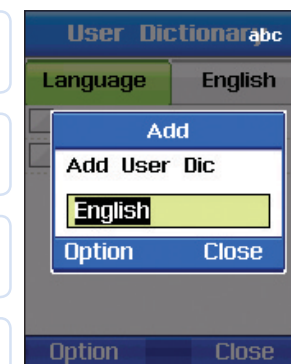 User Dictionary abc
Language English
Add
Add User Dic
English
Option Close
Option Close